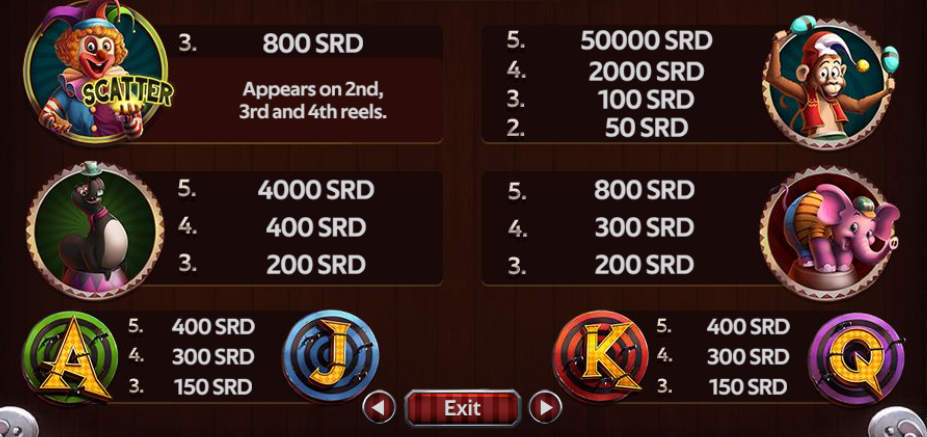 SCATTER
3. 800 SRD
Appears on 2nd,
3rd and 4th reels.
5. 50000 SRD
4. 2000 SRD
3. 100 SRD
2. 50 SRD
5. 4000 SRD
4. 400 SRD
3. 200 SRD
5. 800 SRD
4. 300 SRD
3. 200 SRD
A
5. 400 SRD
4. 300 SRD
3. 150 SRD
J
K
5. 400 SRD
4. 300 SRD
3. 150 SRD
Q
Exit